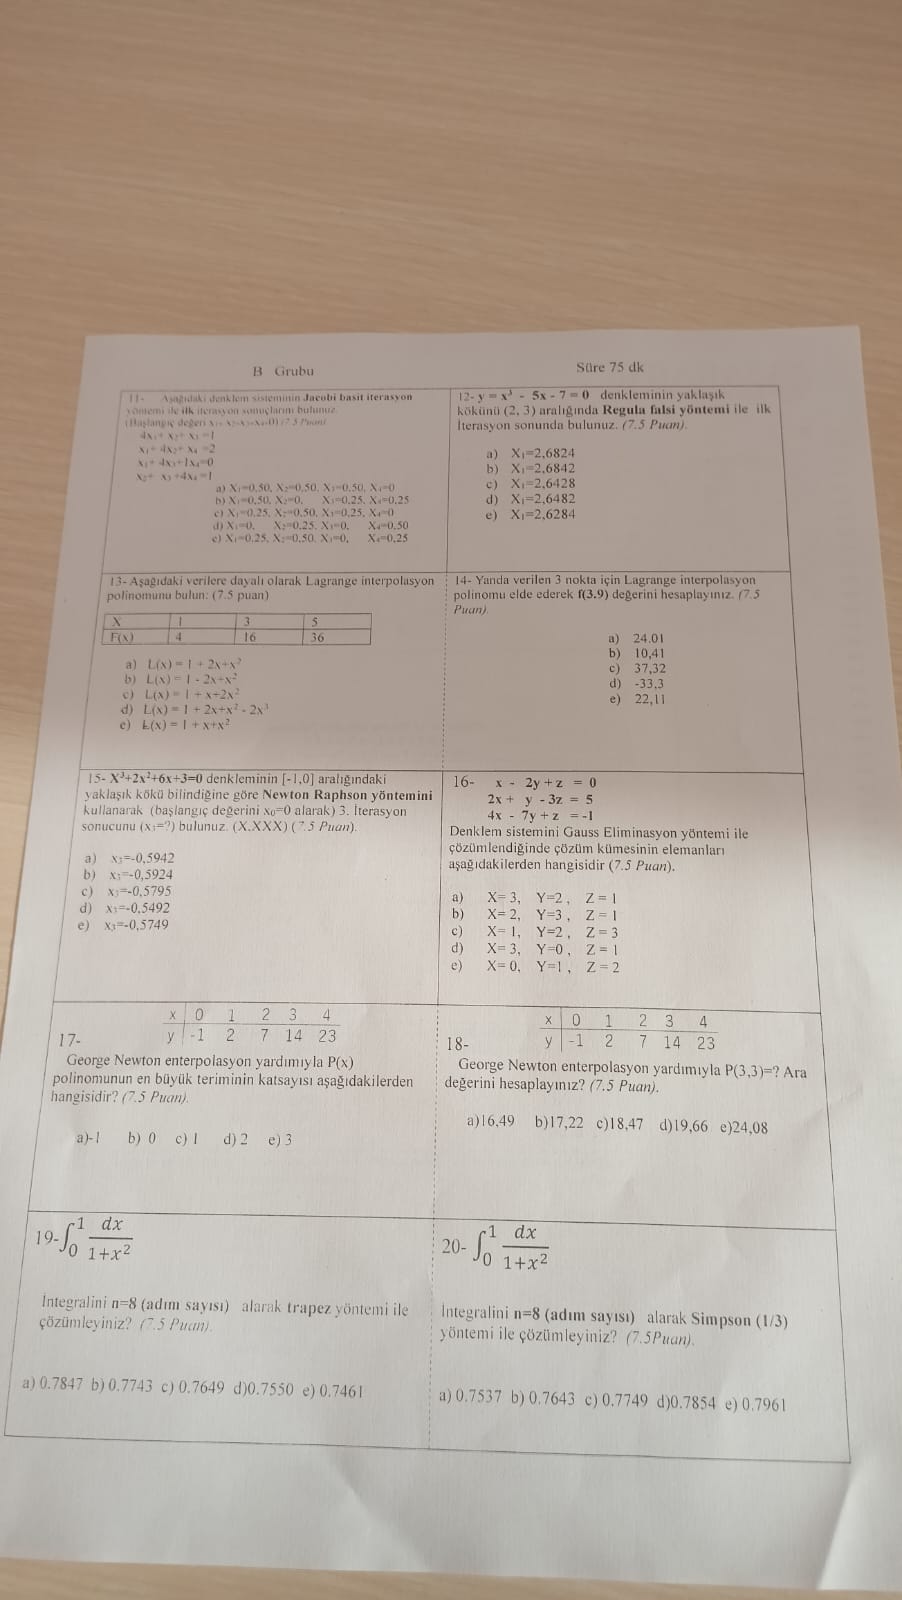 B Grubu
Süre 75 dk
11- Aşağıdaki denklem sisteminin Jacobi basit iterasyon
yöntemi ile ilk iterasyon sonuçlarını bulunuz.
(Başlangıç değeri x₁=x₂=x₃=x₄=0) (7.5 Puan)
4x₁+ x₂+ x₃ =1
x₁+ 4x₂+ x₄ =2
x₁+ 4x₃+1x₄=0
x₂+ x₃ +4x₄ =1
a) X₁=0,50, X₂=0,50, X₃=0,50, X₄=0
b) X₁=0,50, X₂=0, X₃=0,25, X₄=0,25
c) X₁=0,25, X₂=0,50, X₃=0,25, X₄=0
d) X₁=0, X₂=0,25, X₃=0, X₄=0,50
e) X₁=0,25, X₂=0,50, X₃=0, X₄=0,25
12- y = x³ - 5x - 7 = 0 denkleminin yaklaşık
kökünü (2, 3) aralığında Regula falsi yöntemi ile ilk
İterasyon sonunda bulunuz. (7.5 Puan).
a) X₁=2,6824
b) X₁=2,6842
c) X₁=2,6428
d) X₁=2,6482
e) X₁=2,6284
13- Aşağıdaki verilere dayalı olarak Lagrange interpolasyon
polinomunu bulun: (7.5 puan)
X 1 3 5
F(x) 4 16 36
a) L(x) = 1 + 2x+x²
b) L(x) = 1 - 2x+x²
c) L(x) = 1 + x+2x²
d) L(x) = 1 + 2x+x² - 2x³
e) L(x) = 1 + x+x²
14- Yanda verilen 3 nokta için Lagrange interpolasyon
polinomu elde ederek f(3.9) değerini hesaplayınız. (7.5
Puan).
a) 24.01
b) 10,41
c) 37,32
d) -33,3
e) 22,11
15- X³+2x²+6x+3=0 denkleminin [-1,0] aralığındaki
yaklaşık kökü bilindiğine göre Newton Raphson yöntemini
kullanarak (başlangıç değerini x₀=0 alarak) 3. İterasyon
sonucunu (x₃=?) bulunuz. (X.XXX) (7.5 Puan).
a) x₃=-0,5942
b) x₃=-0,5924
c) x₃=-0,5795
d) x₃=-0,5492
e) x₃=-0,5749
16- x - 2y + z = 0
2x + y - 3z = 5
4x - 7y + z = -1
Denklem sistemini Gauss Eliminasyon yöntemi ile
çözümlendiğinde çözüm kümesinin elemanları
aşağıdakilerden hangisidir (7.5 Puan).
a) X= 3, Y=2 , Z = 1
b) X= 2, Y=3 , Z = 1
c) X= 1, Y=2 , Z = 3
d) X= 3, Y=0 , Z = 1
e) X= 0, Y=1 , Z = 2
x 0 1 2 3 4
17- y -1 2 7 14 23
George Newton enterpolasyon yardımıyla P(x)
polinomunun en büyük teriminin katsayısı aşağıdakilerden
hangisidir? (7.5 Puan).
a)-1 b) 0 c) 1 d) 2 e) 3
x 0 1 2 3 4
18- y -1 2 7 14 23
George Newton enterpolasyon yardımıyla P(3,3)=? Ara
değerini hesaplayınız? (7.5 Puan).
a)16,49 b)17,22 c)18,47 d)19,66 e)24,08
19- ∫₀¹ dx/(1+x²)
İntegralini n=8 (adım sayısı) alarak trapez yöntemi ile
çözümleyiniz? (7.5 Puan).
a) 0.7847 b) 0.7743 c) 0.7649 d)0.7550 e) 0.7461
20- ∫₀¹ dx/(1+x²)
İntegralini n=8 (adım sayısı) alarak Simpson (1/3)
yöntemi ile çözümleyiniz? (7.5Puan).
a) 0.7537 b) 0.7643 c) 0.7749 d)0.7854 e) 0.7961